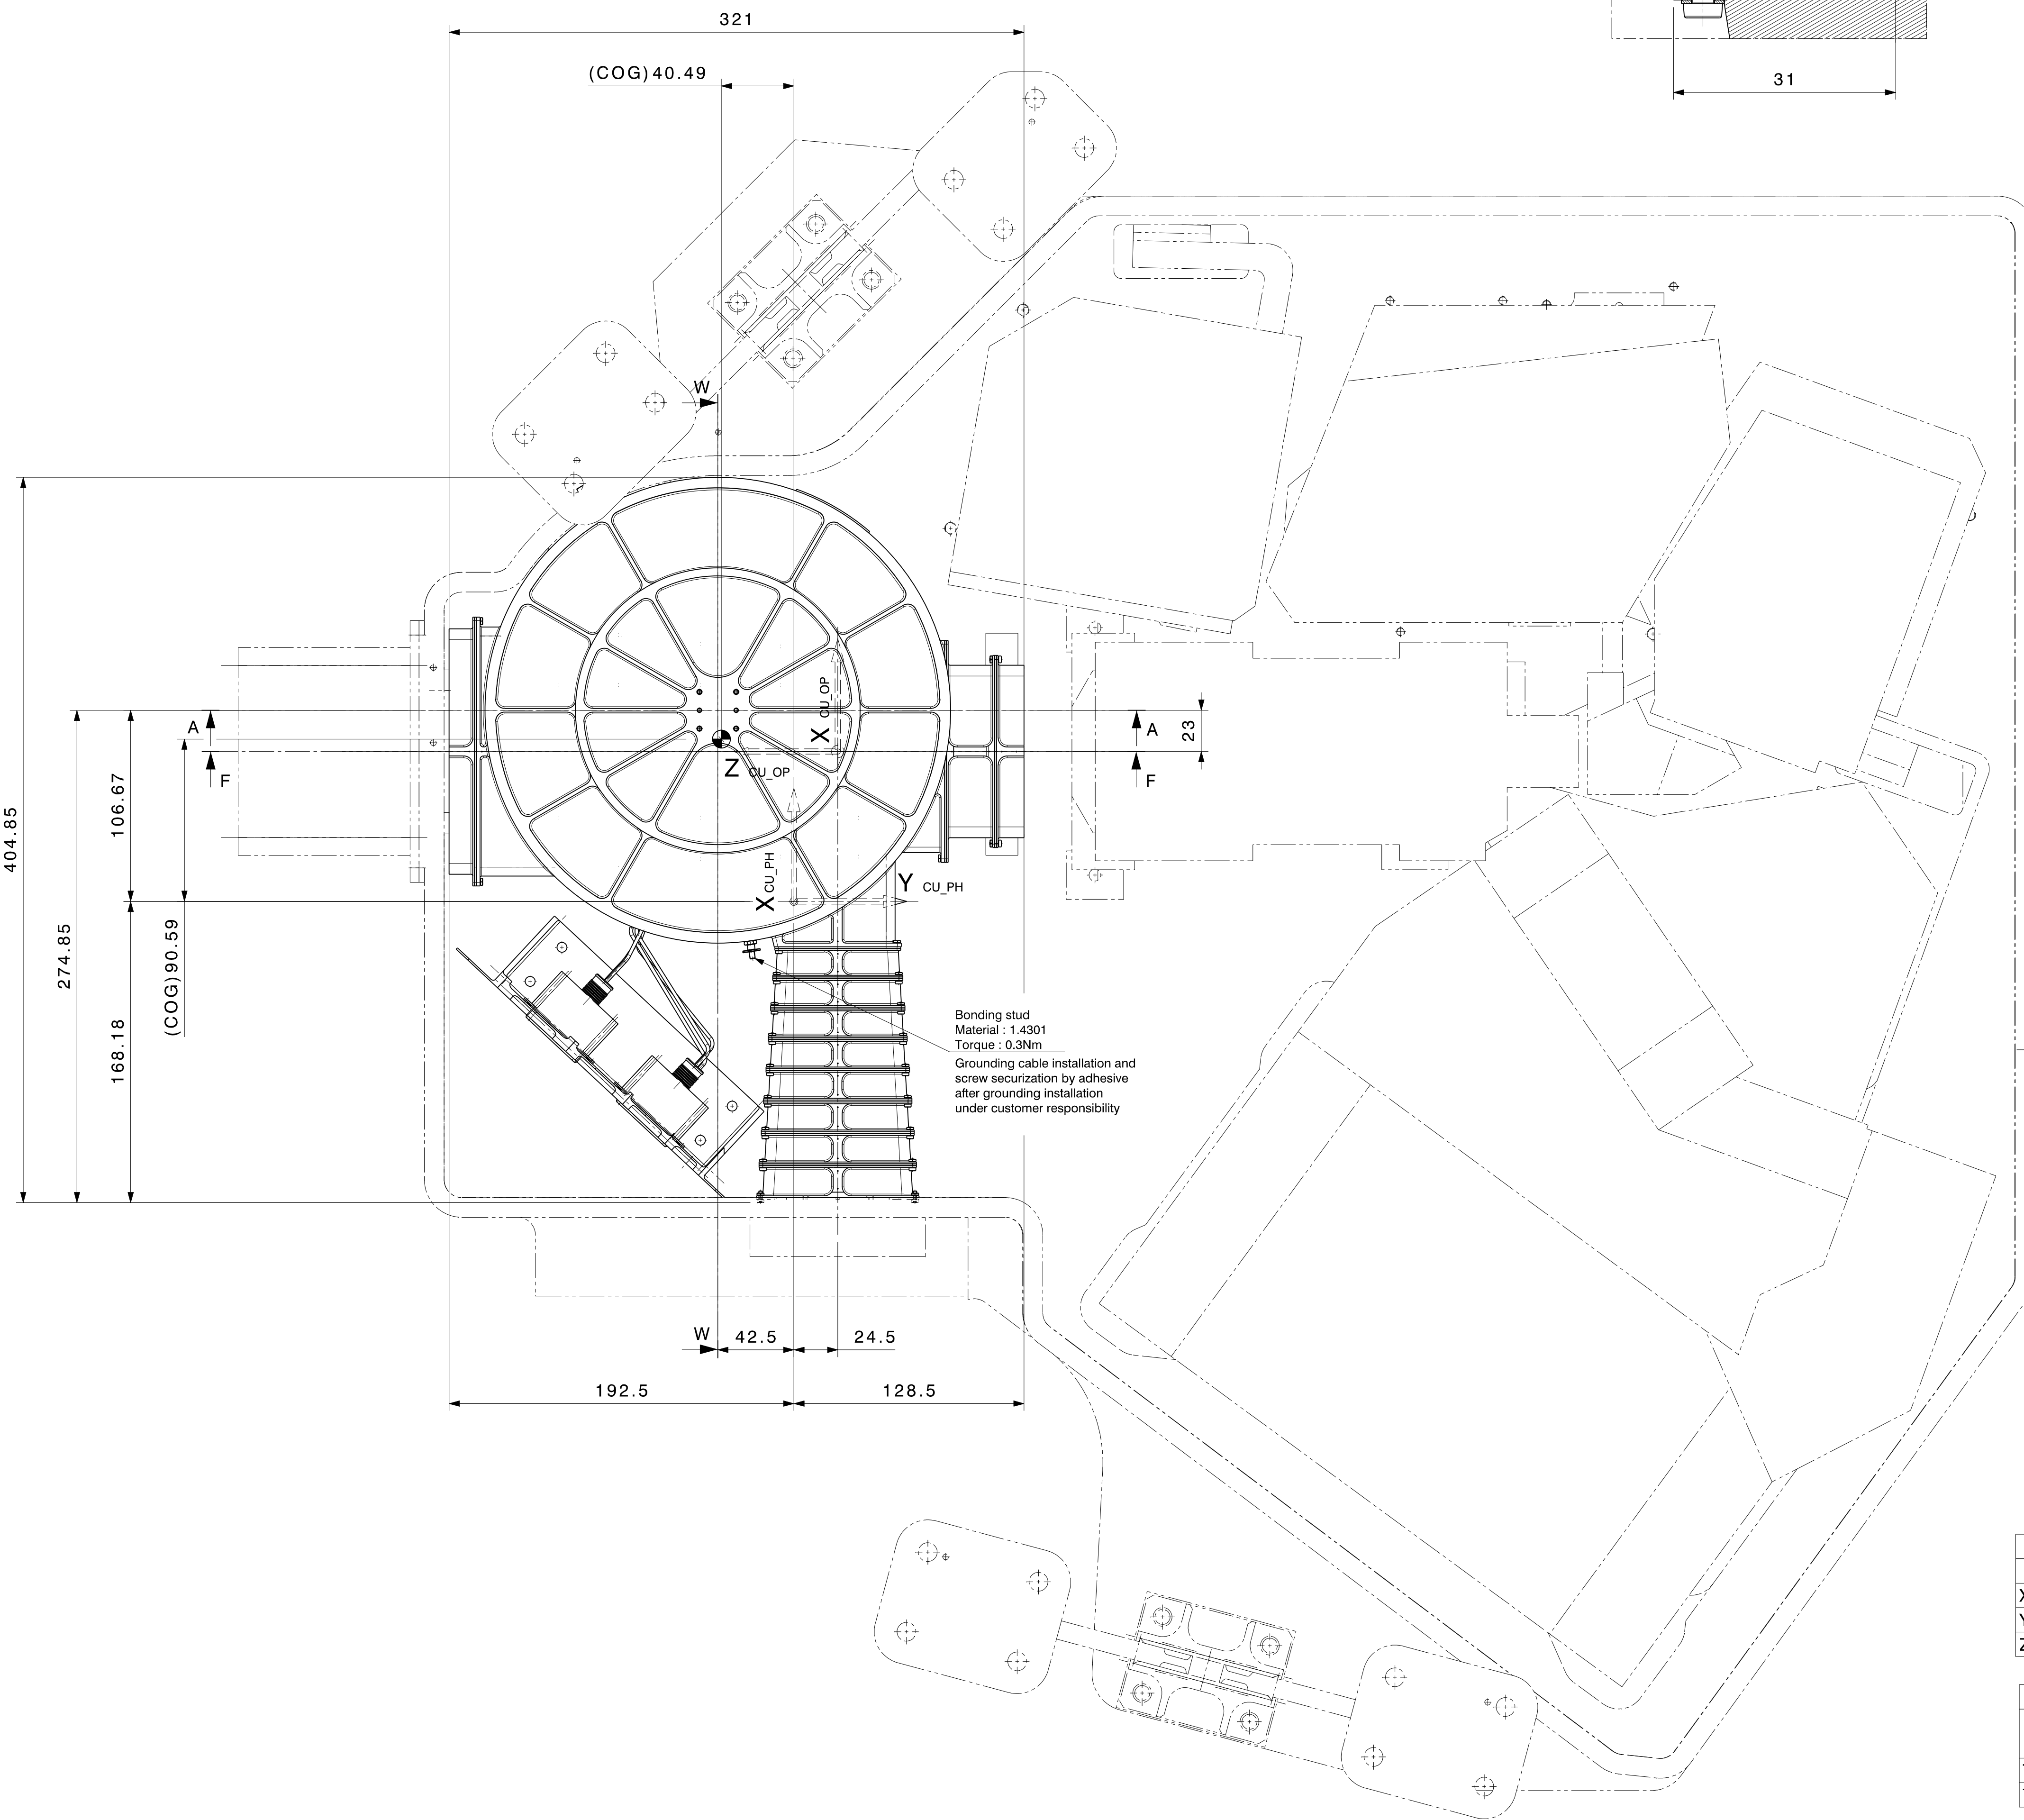 321
(COG)40.49
31
W
X CU_OP
A
A
23
F
F
Z CU_OP
404.85
274.85
106.67
(COG)90.59
168.18
X CU_PH
Y CU_PH
Bonding stud
Material : 1.4301
Torque : 0.3Nm
Grounding cable installation and
screw securization by adhesive
after grounding installation
under customer responsibility
W
42.5
24.5
192.5
128.5
X
Y
Z